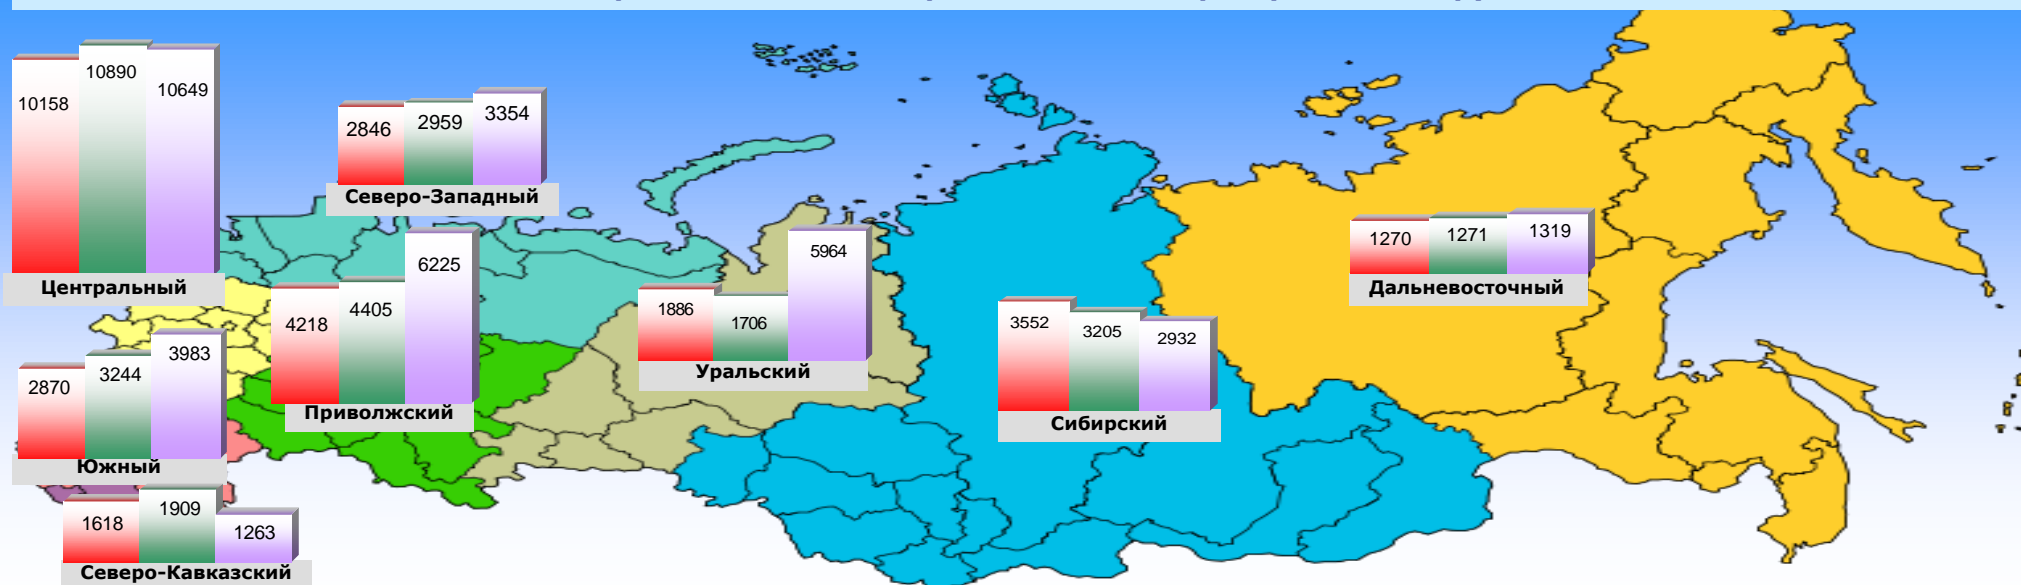 10158 10890 10649
Центральный
2846 2959 3354
Северо-Западный
4218 4405 6225
Приволжский
1886 1706 5964
Уральский
3552 3205 2932
Сибирский
1270 1271 1319
Дальневосточный
2870 3244 3983
Южный
1618 1909 1263
Северо-Кавказский